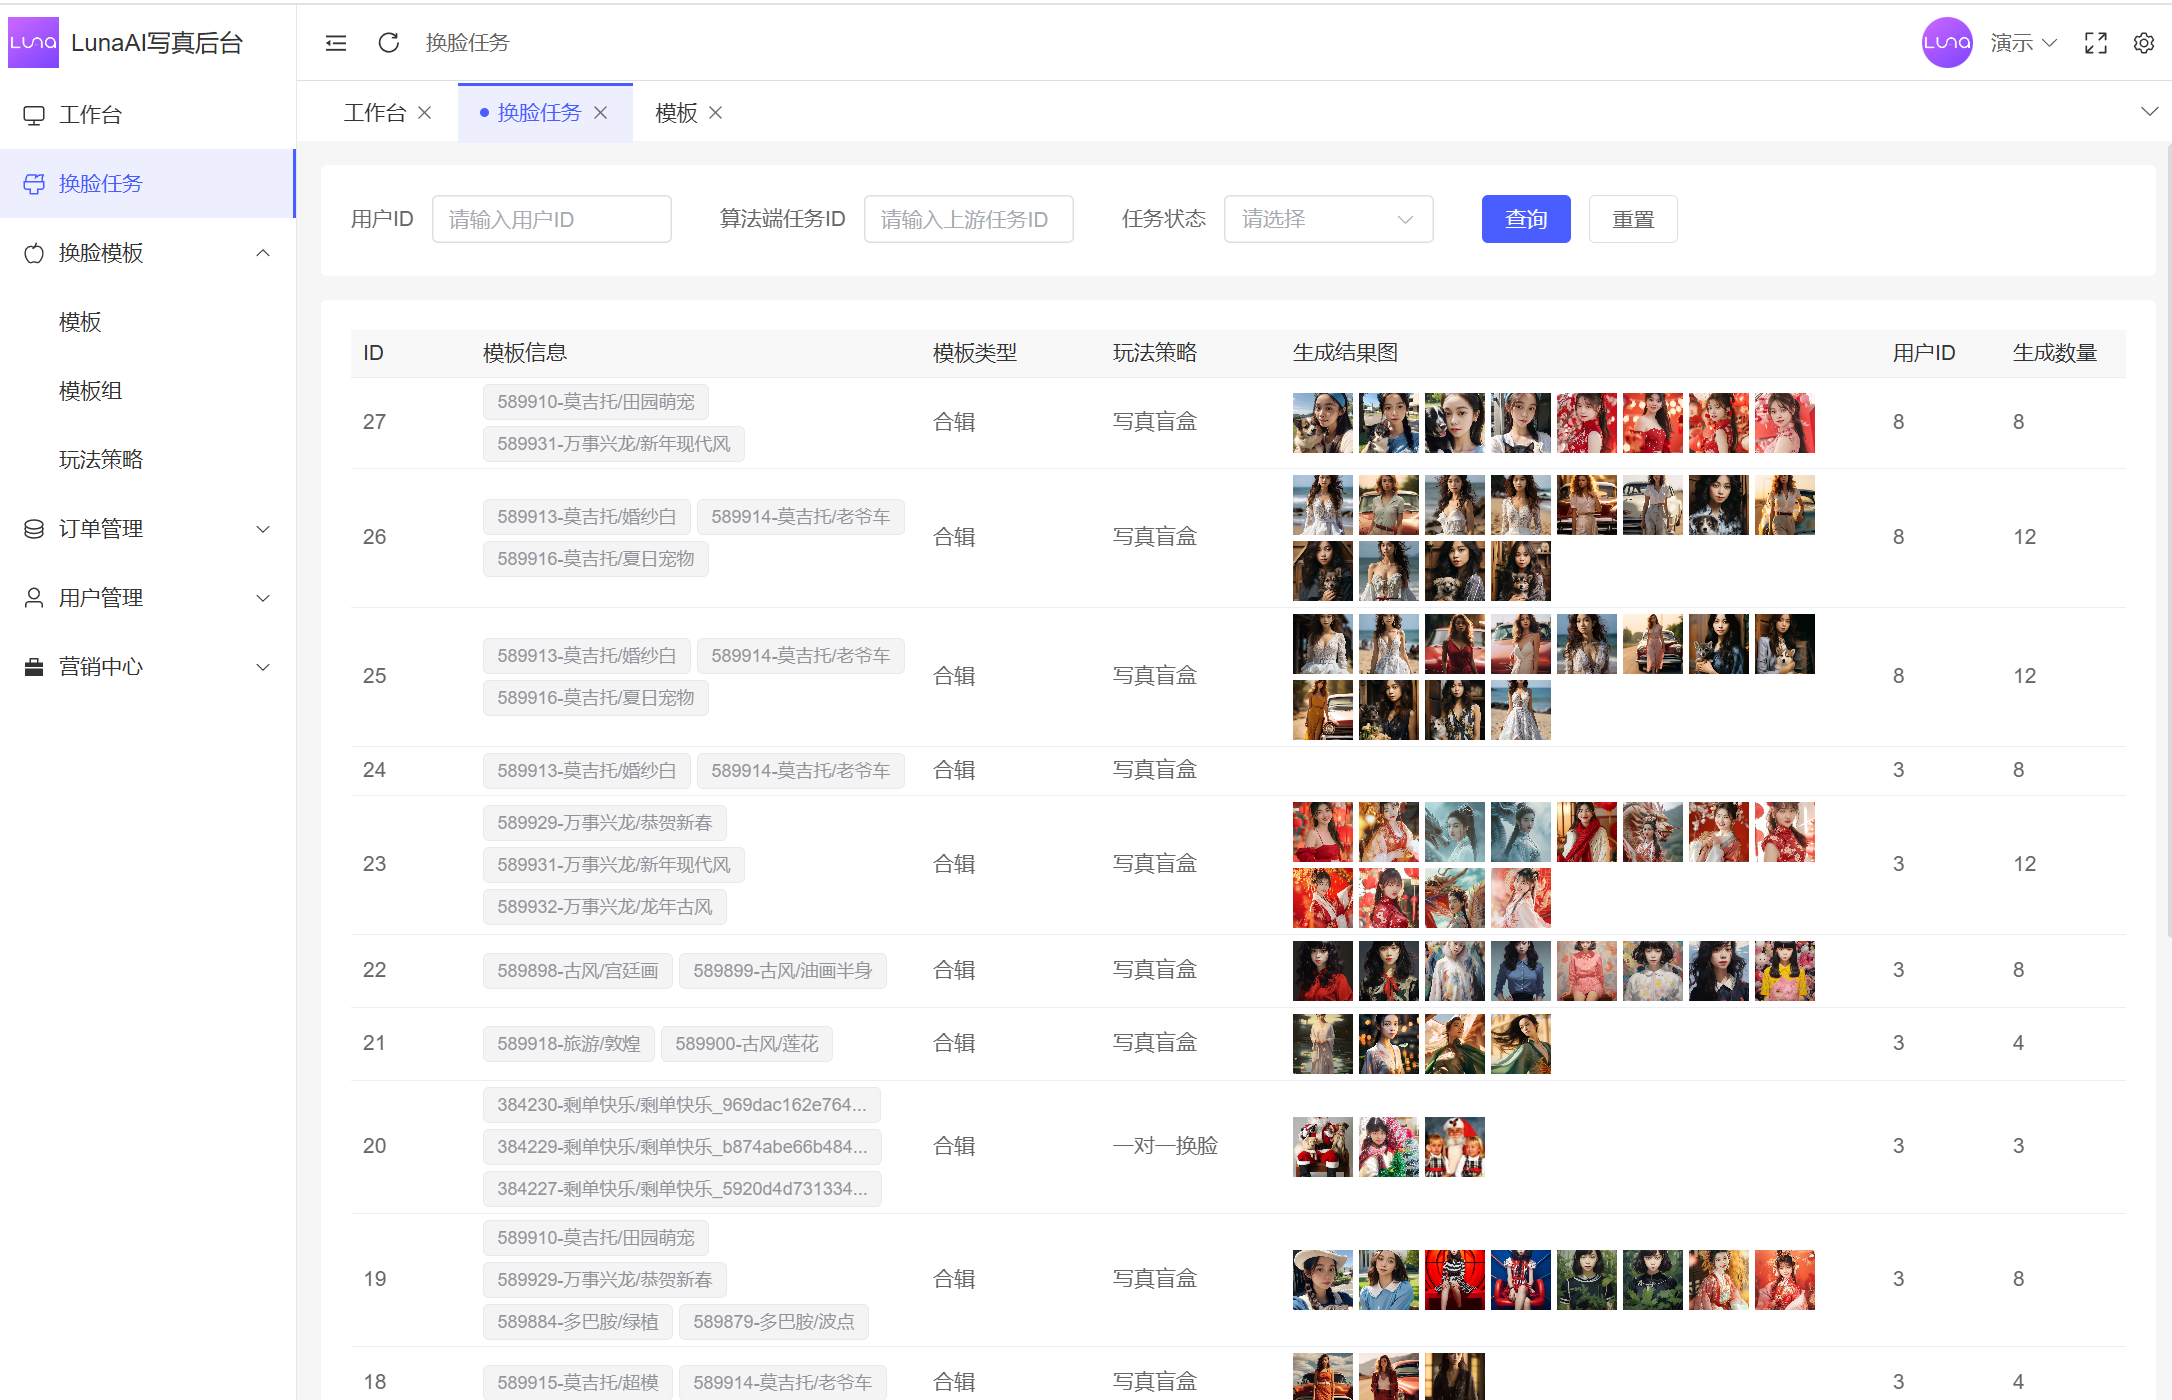 Luna LunaAI写真后台
换脸任务
Luna 演示
工作台
换脸任务
模板
工作台
换脸任务
换脸模板
模板
模板组
玩法策略
订单管理
用户管理
营销中心
用户ID 请输入用户ID 算法端任务ID 请输入上游任务ID 任务状态 请选择 查询 重置
ID 模板信息 模板类型 玩法策略 生成结果图 用户ID 生成数量
27 589910-莫吉托/田园萌宠 合辑 写真盲盒 8 8
589931-万事兴龙/新年现代风
26 589913-莫吉托/婚纱白 589914-莫吉托/老爷车 合辑 写真盲盒 8 12
589916-莫吉托/夏日宠物
25 589913-莫吉托/婚纱白 589914-莫吉托/老爷车 合辑 写真盲盒 8 12
589916-莫吉托/夏日宠物
24 589913-莫吉托/婚纱白 589914-莫吉托/老爷车 合辑 写真盲盒 3 8
589929-万事兴龙/恭贺新春
23 589931-万事兴龙/新年现代风 合辑 写真盲盒 3 12
589932-万事兴龙/龙年古风
22 589898-古风/宫廷画 589899-古风/油画半身 合辑 写真盲盒 3 8
21 589918-旅游/敦煌 589900-古风/莲花 合辑 写真盲盒 3 4
384230-剩单快乐/剩单快乐_969dac162e764...
20 384229-剩单快乐/剩单快乐_b874abe66b484... 合辑 一对一换脸 3 3
384227-剩单快乐/剩单快乐_5920d4d731334...
589910-莫吉托/田园萌宠
19 589929-万事兴龙/恭贺新春 合辑 写真盲盒 3 8
589884-多巴胺/绿植 589879-多巴胺/波点
18 589915-莫吉托/超模 589914-莫吉托/老爷车 合辑 写真盲盒 3 4